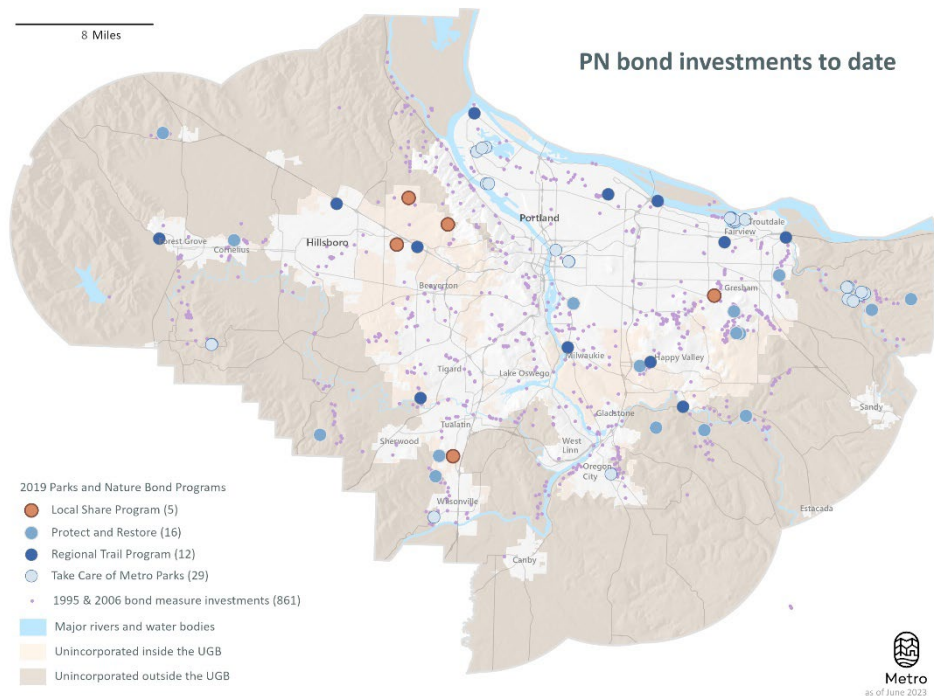 8 Miles
PN bond investments to date
Portland
Troutdale
Fairview
Forest Grove
Cornelius
Hillsboro
Beaverton
Gresham
Milwaukie
Happy Valley
Tigard
Lake Oswego
Sandy
Gladstone
Tualatin
Sherwood
West
Linn
Oregon
City
Wilsonville
Estacada
Canby
2019 Parks and Nature Bond Programs
Local Share Program (5)
Protect and Restore (16)
Regional Trail Program (12)
Take Care of Metro Parks (29)
1995 & 2006 bond measure investments (861)
Major rivers and water bodies
Unincorporated inside the UGB
Unincorporated outside the UGB
Metro
as of June 2023